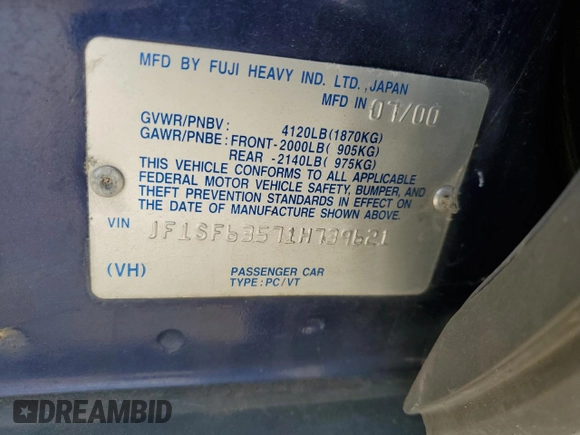 MFD BY FUJI HEAVY IND. LTD., JAPAN
MFD IN 07/00
GVWR/PNBV: 4120LB(1870KG)
GAWR/PNBE: FRONT-2000LB( 905KG)
REAR -2140LB( 975KG)
THIS VEHICLE CONFORMS TO ALL APPLICABLE
FEDERAL MOTOR VEHICLE SAFETY, BUMPER, AND
THEFT PREVENTION STANDARDS IN EFFECT ON
THE DATE OF MANUFACTURE SHOWN ABOVE.
VIN JF1SF63571H739621
(VH) PASSENGER CAR
TYPE: PC/VT
DREAMBID